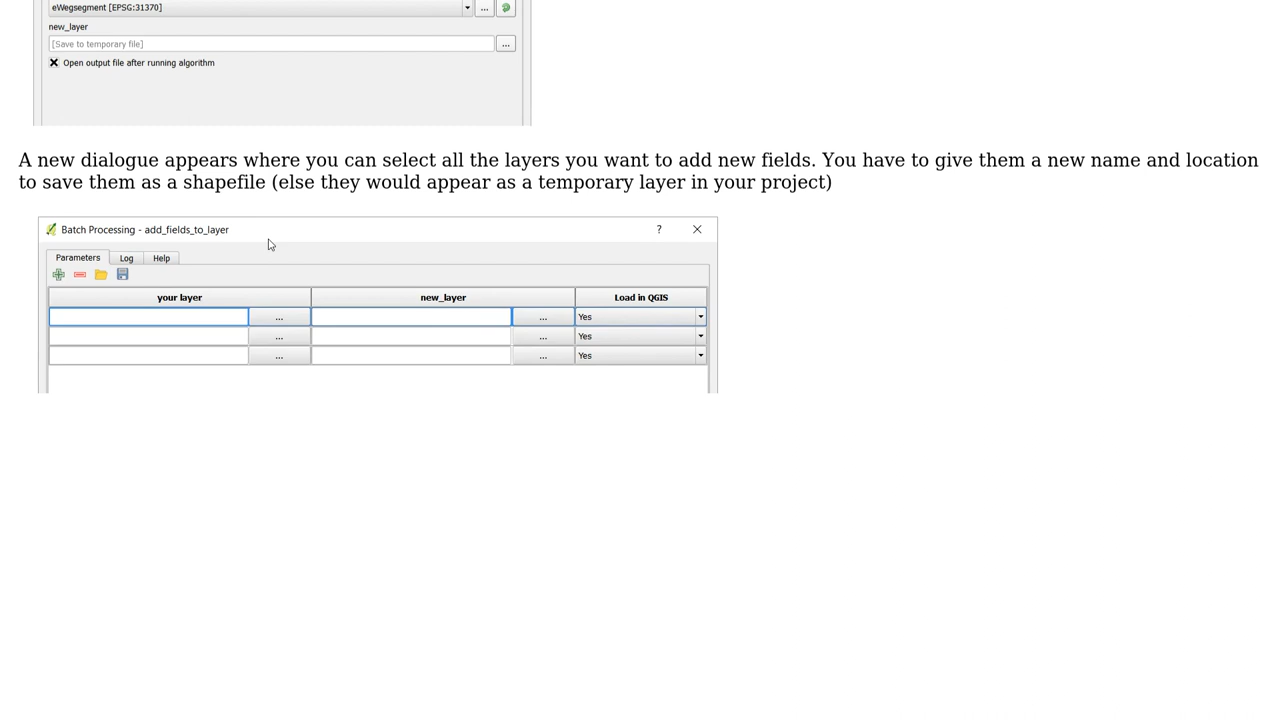 eWegsegment [EPSG:31370]
...
new_layer
[Save to temporary file]
...
Open output file after running algorithm
A new dialogue appears where you can select all the layers you want to add new fields. You have to give them a new name and location
to save them as a shapefile (else they would appear as a temporary layer in your project)
Batch Processing - add_fields_to_layer
?
Parameters Log Help
your layer new_layer Load in QGIS
... ... Yes
... ... Yes
... ... Yes